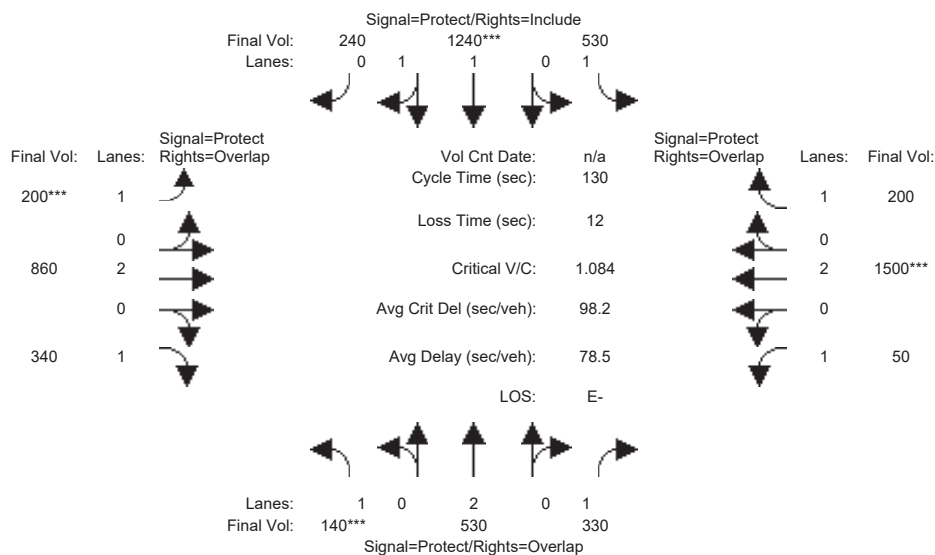 Signal=Protect/Rights=Include
Final Vol: 240 1240*** 530
Lanes: 0 1 1 0 1
Signal=Protect
Final Vol: Lanes: Rights=Overlap
Vol Cnt Date: n/a
Signal=Protect
Rights=Overlap Lanes: Final Vol:
Cycle Time (sec): 130
200*** 1
1 200
Loss Time (sec): 12
0
0
860 2
Critical V/C: 1.084
2 1500***
0
Avg Crit Del (sec/veh): 98.2
0
340 1
Avg Delay (sec/veh): 78.5
1 50
LOS: E-
Lanes: 1 0 2 0 1
Final Vol: 140*** 530 330
Signal=Protect/Rights=Overlap